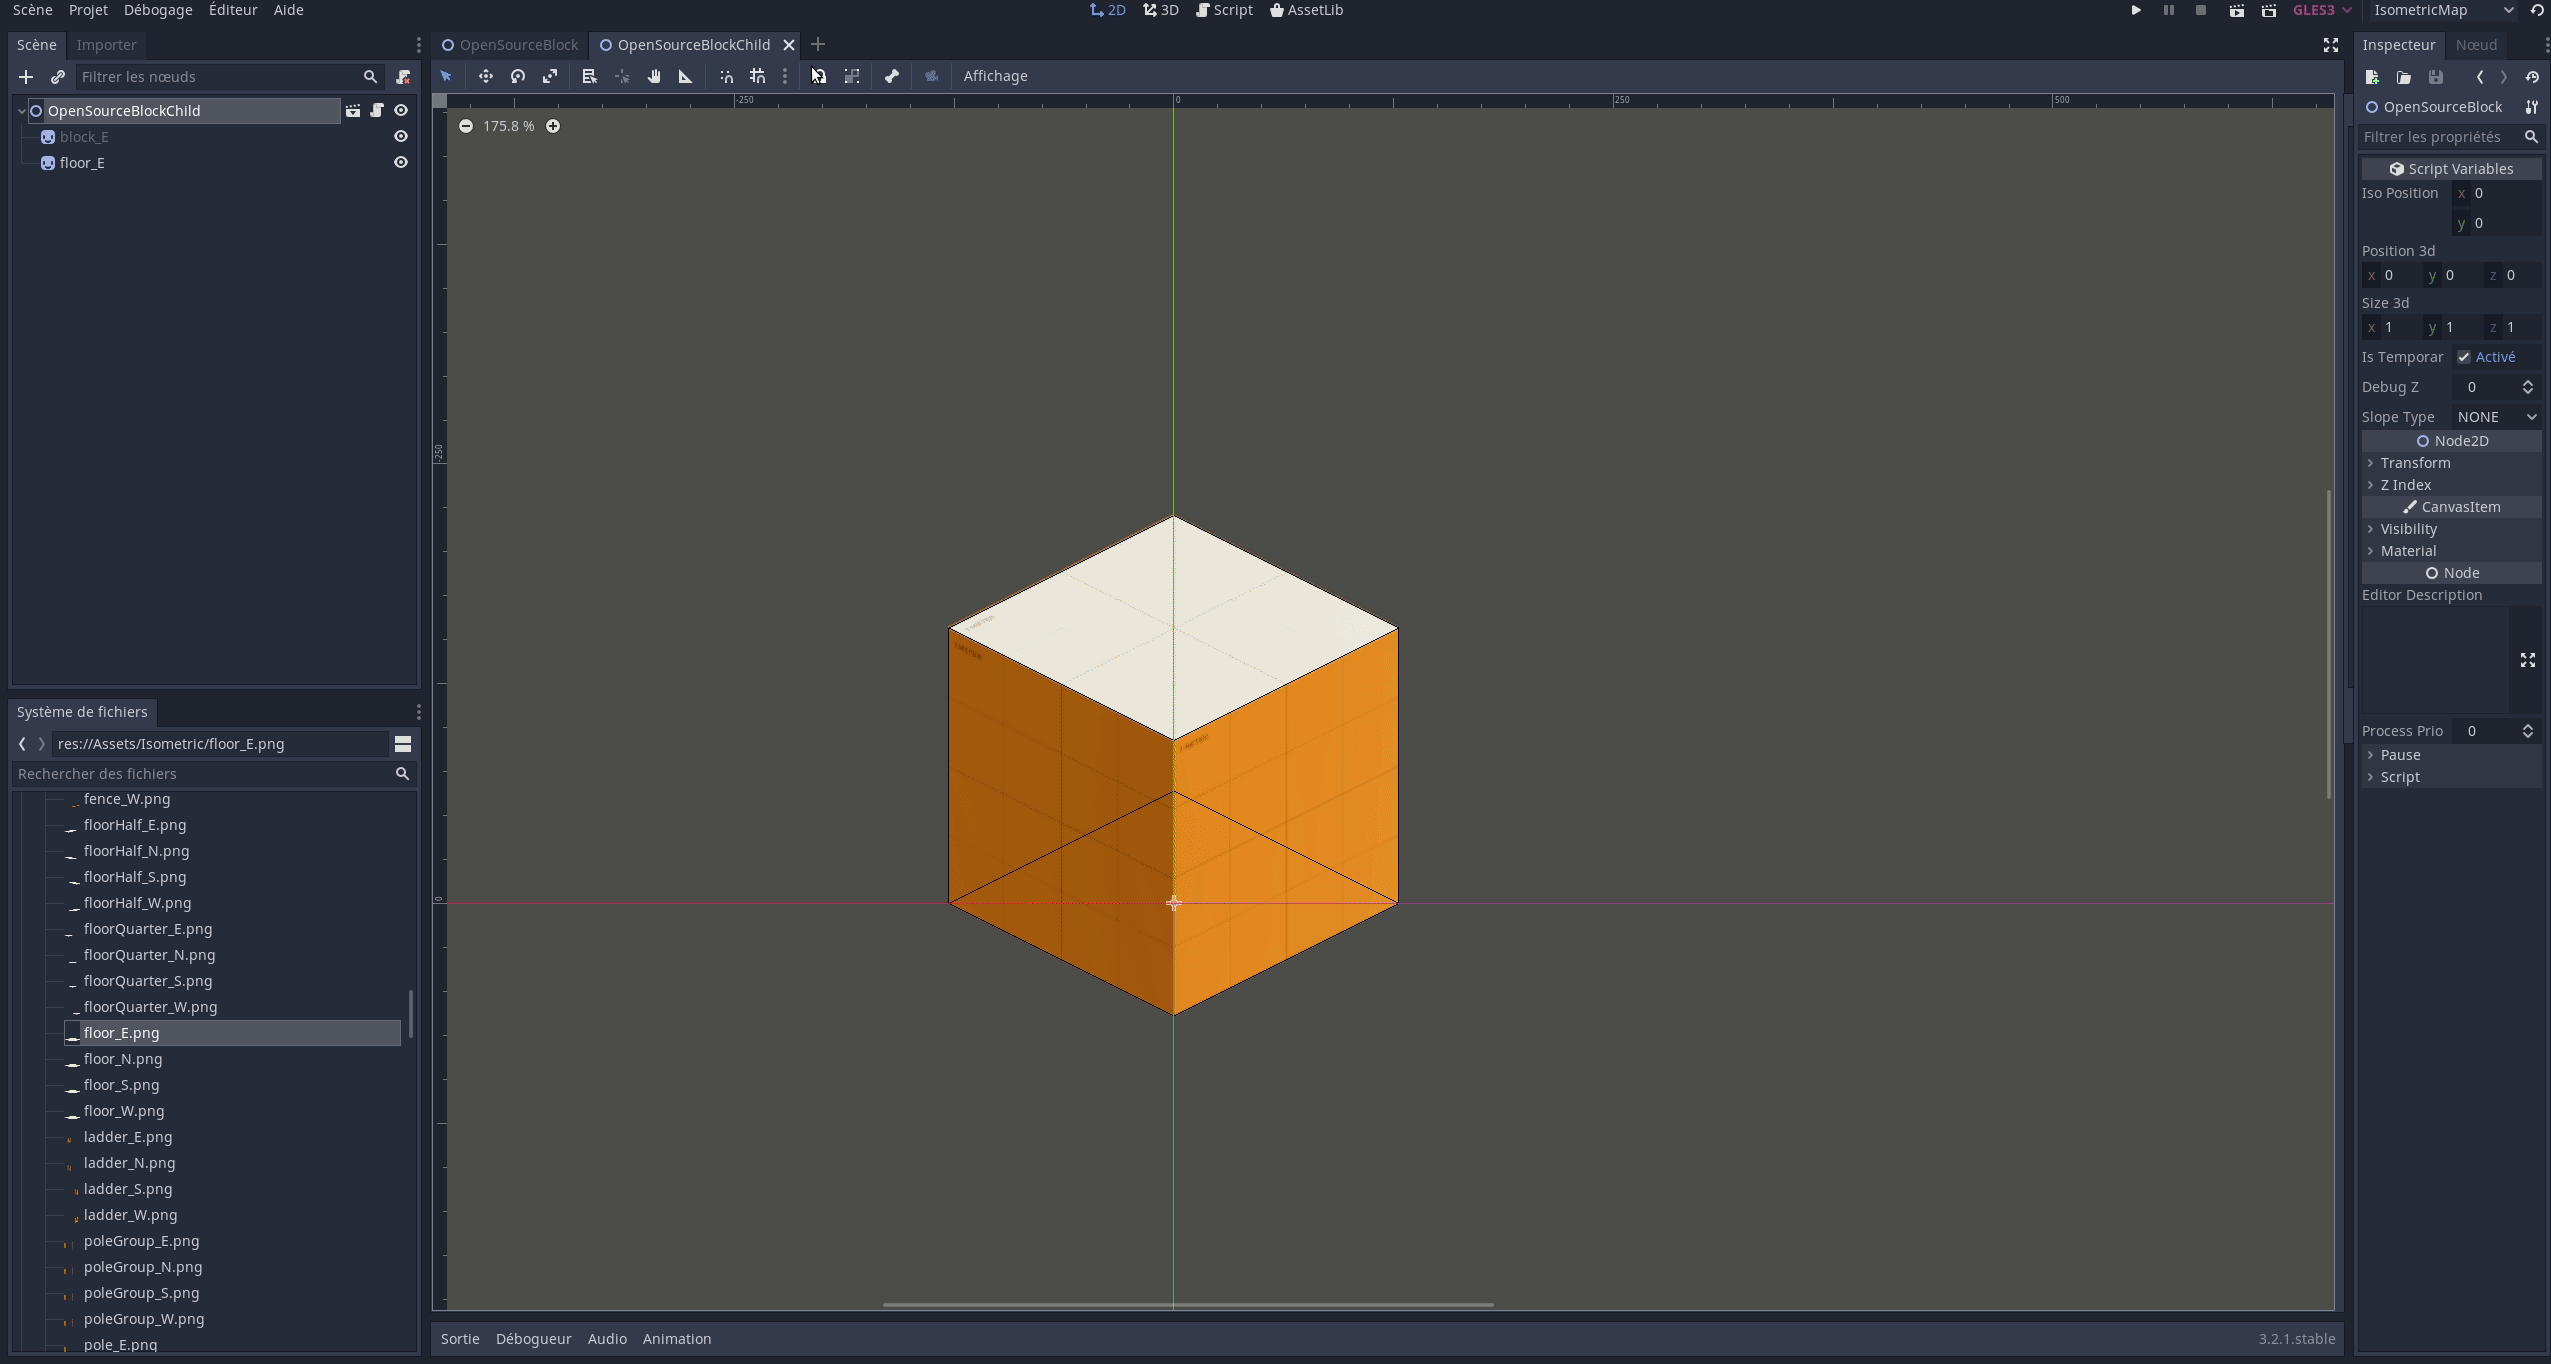 Scène Projet Débogage Éditeur Aide
2D 3D Script AssetLib
GLES3 IsometricMap
Scène Importer
Filtrer les nœuds
OpenSourceBlockChild
block_E
floor_E
Système de fichiers
res://Assets/Isometric/floor_E.png
Rechercher des fichiers
fence_W.png
floorHalf_E.png
floorHalf_N.png
floorHalf_S.png
floorHalf_W.png
floorQuarter_E.png
floorQuarter_N.png
floorQuarter_S.png
floorQuarter_W.png
floor_E.png
floor_N.png
floor_S.png
floor_W.png
ladder_E.png
ladder_N.png
ladder_S.png
ladder_W.png
poleGroup_E.png
poleGroup_N.png
poleGroup_S.png
poleGroup_W.png
pole_E.png
OpenSourceBlock OpenSourceBlockChild
Affichage
-250 0 250 500
175.8 %
-250
0
Sortie Débogueur Audio Animation
3.2.1.stable
Inspecteur Nœud
OpenSourceBlock
Filtrer les propriétés
Script Variables
Iso Position x 0
y 0
Position 3d
x 0 y 0 z 0
Size 3d
x 1 y 1 z 1
Is Temporar Activé
Debug Z 0
Slope Type NONE
Node2D
Transform
Z Index
CanvasItem
Visibility
Material
Node
Editor Description
Process Prio 0
Pause
Script